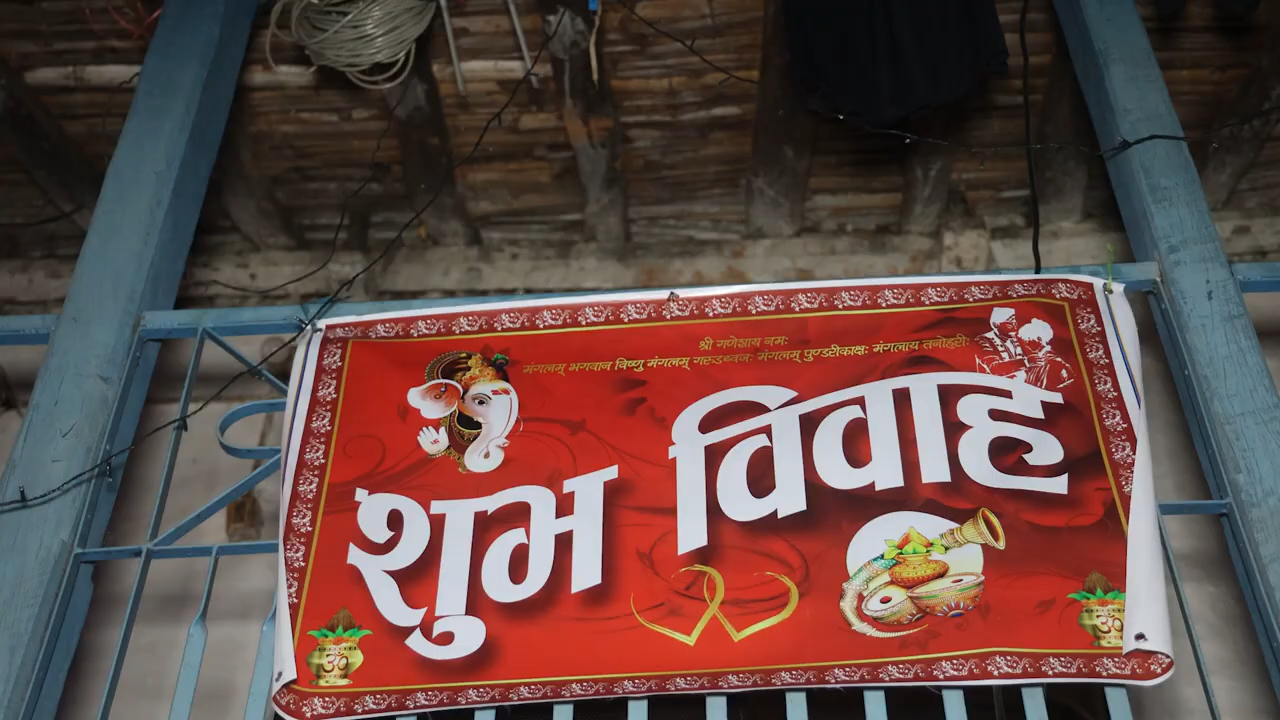 श्री गणेशाय नमः
मंगलम् भगवान विष्णु मंगलम् गरुडध्वजः मंगलम् पुण्डरीकाक्षः मंगलाय तनोहरीः
शुभ विवाह
ॐ
ॐ